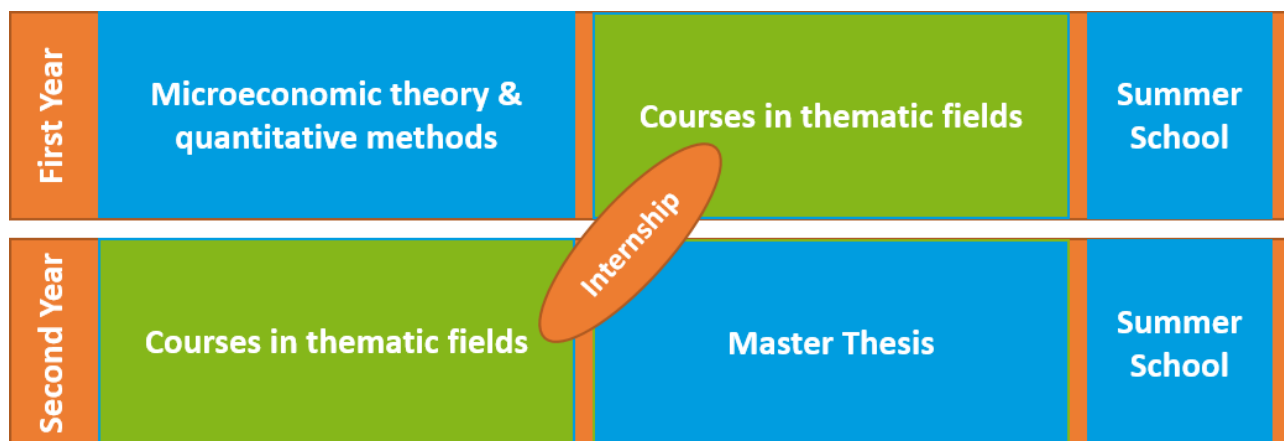 First Year
Microeconomic theory &
quantitative methods
Courses in thematic fields
Summer
School
Internship
Second Year
Courses in thematic fields
Master Thesis
Summer
School